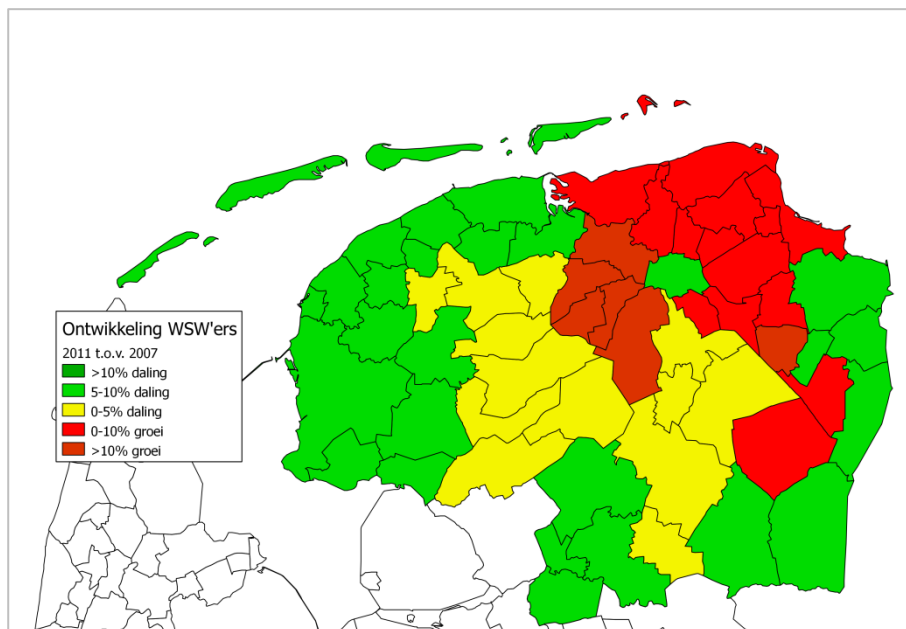 Ontwikkeling WSW'ers
2011 t.o.v. 2007
>10% daling
5-10% daling
0-5% daling
0-10% groei
>10% groei